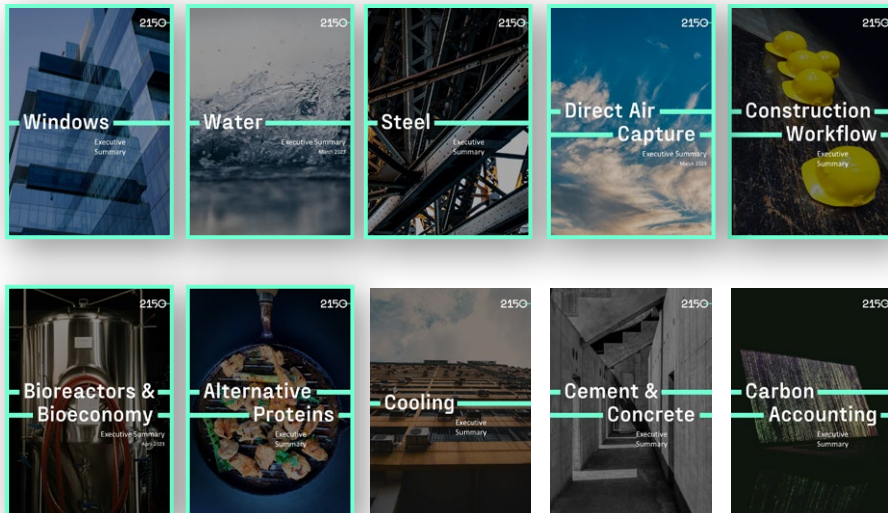 2150
Windows
Executive
Summary
2150
Water
Executive Summary
March 2023
2150
Steel
Executive
Summary
2150
Direct Air
Capture
Executive Summary
March 2023
2150
Construction
Workflow
Executive
Summary
2150
Bioreactors &
Bioeconomy
Executive Summary
April 2023
2150
Alternative
Proteins
Executive
Summary
2150
Cooling
Executive
Summary
2150
Cement &
Concrete
Executive
Summary
2150
Carbon
Accounting
Executive
Summary